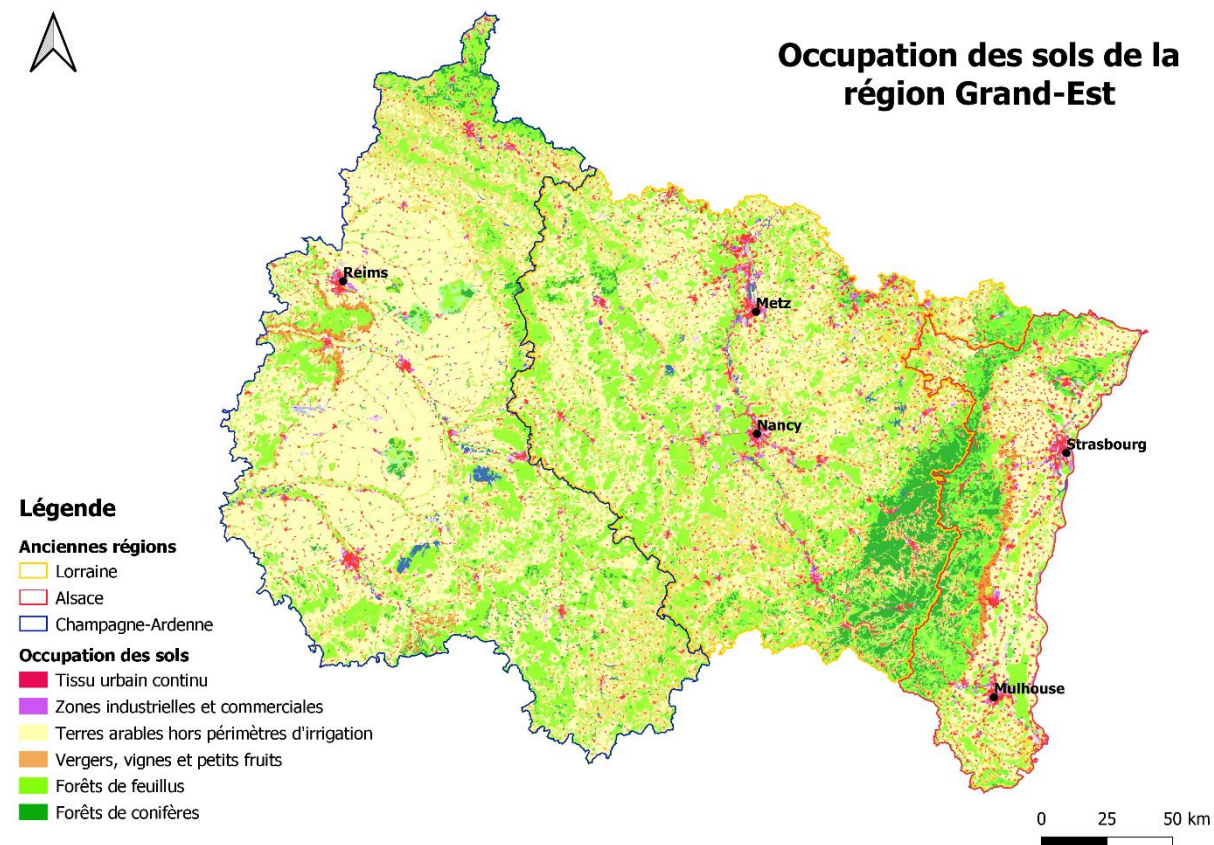 Occupation des sols de la
région Grand-Est
Reims
Metz
Nancy
Strasbourg
Mulhouse
Légende
Anciennes régions
Lorraine
Alsace
Champagne-Ardenne
Occupation des sols
Tissu urbain continu
Zones industrielles et commerciales
Terres arables hors périmètres d'irrigation
Vergers, vignes et petits fruits
Forêts de feuillus
Forêts de conifères
0 25 50 km